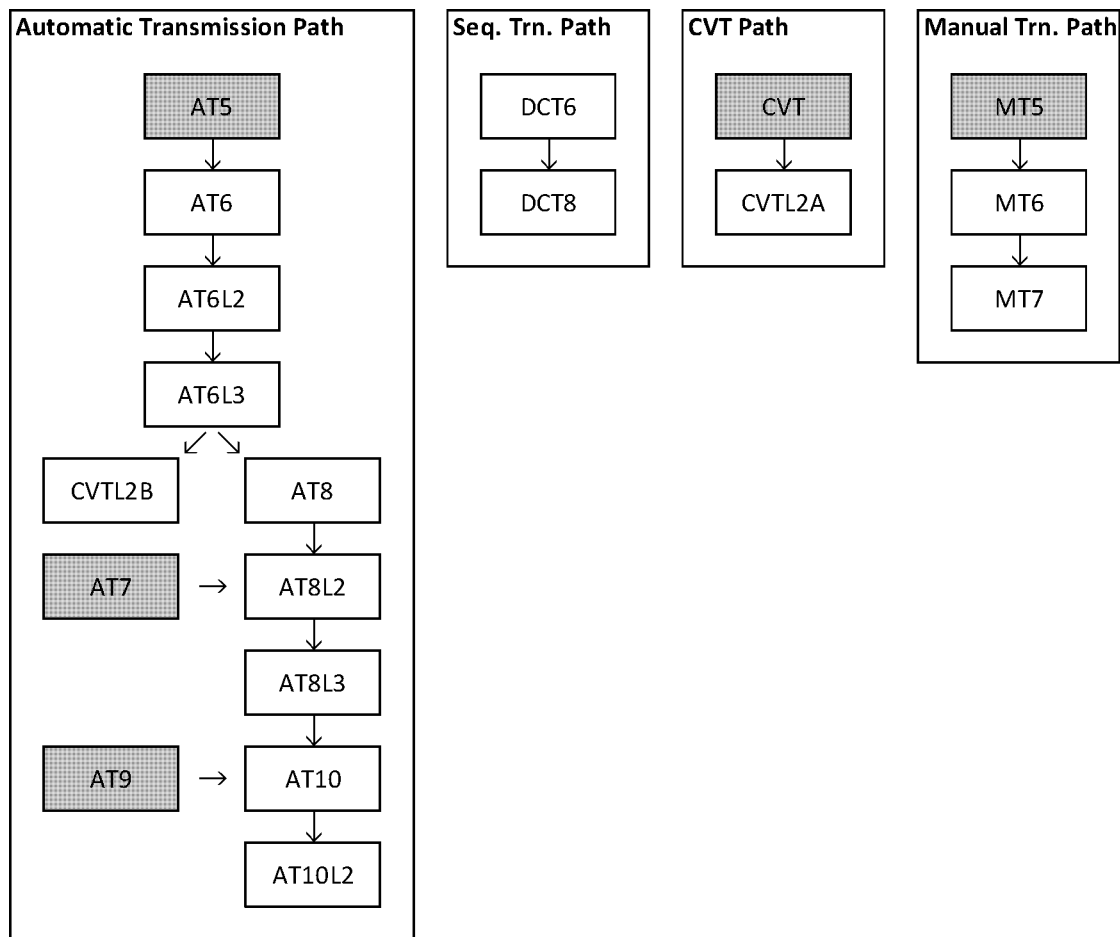 Automatic Transmission Path
AT5
AT6
AT6L2
AT6L3
CVTL2B
AT8
AT7
AT8L2
AT8L3
AT9
AT10
AT10L2
Seq. Trn. Path
DCT6
DCT8
CVT Path
CVT
CVTL2A
Manual Trn. Path
MT5
MT6
MT7